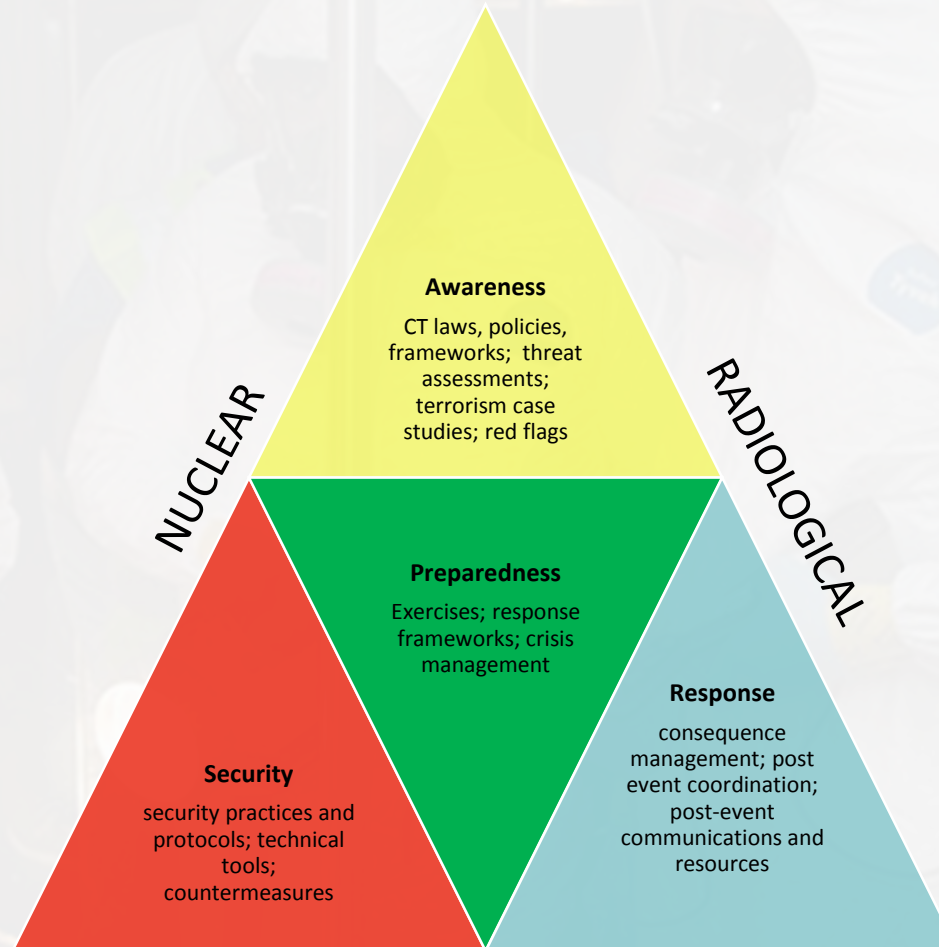 Awareness
CT laws, policies,
frameworks;  threat
assessments;
terrorism case
studies; red flags
NUCLEAR
RADIOLOGICAL
Preparedness
Exercises; response
frameworks; crisis
management
Security
security practices and
protocols; technical
tools;
countermeasures
Response
consequence
management; post
event coordination;
post-event
communications and
resources